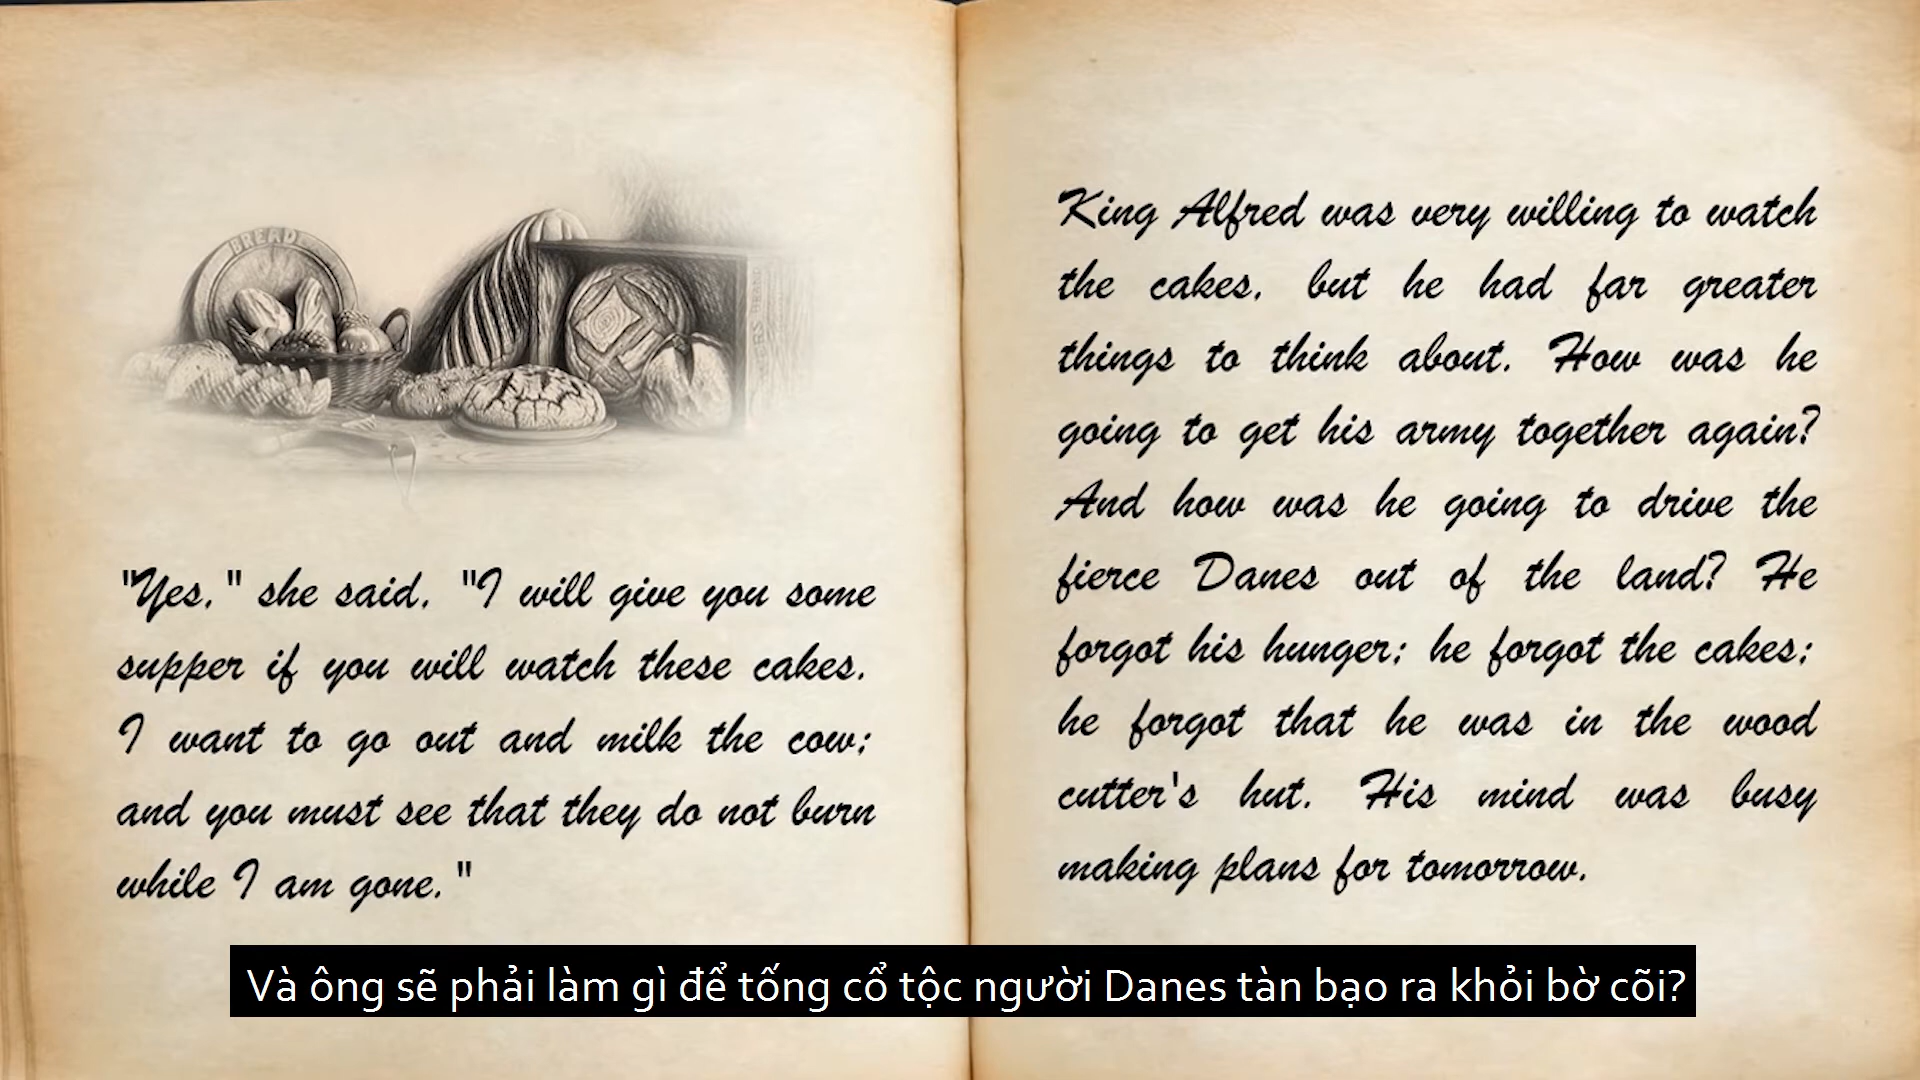 BREAD
"Yes," she said, "I will give you some
supper if you will watch these cakes.
I want to go out and milk the cow;
and you must see that they do not burn
while I am gone."
King Alfred was very willing to watch
the cakes, but he had far greater
things to think about. How was he
going to get his army together again?
And how was he going to drive the
fierce Danes out of the land? He
forgot his hunger; he forgot the cakes;
he forgot that he was in the wood
cutter's hut. His mind was busy
making plans for tomorrow.
Và ông sẽ phải làm gì để tống cổ tộc người Danes tàn bạo ra khỏi bờ cõi?